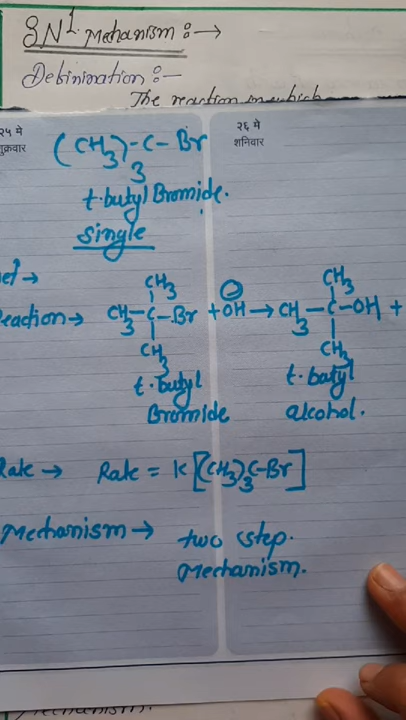 SN¹ Mechanism :→
Defination :-
The reaction in which
२५ मे
शुक्रवार
२६ मे
शनिवार
(CH₃)₃-C-Br
t-butyl Bromide.
Single
Reaction→ CH₃-C-Br + OH⊖ → CH₃-C-OH +
CH₃ CH₃
CH₃ CH₃
t-butyl t-butyl
Bromide alcohol.
Rate → Rate = K[(CH₃)₃C-Br]
Mechanism → two step.
Mechanism.
Mechanism.